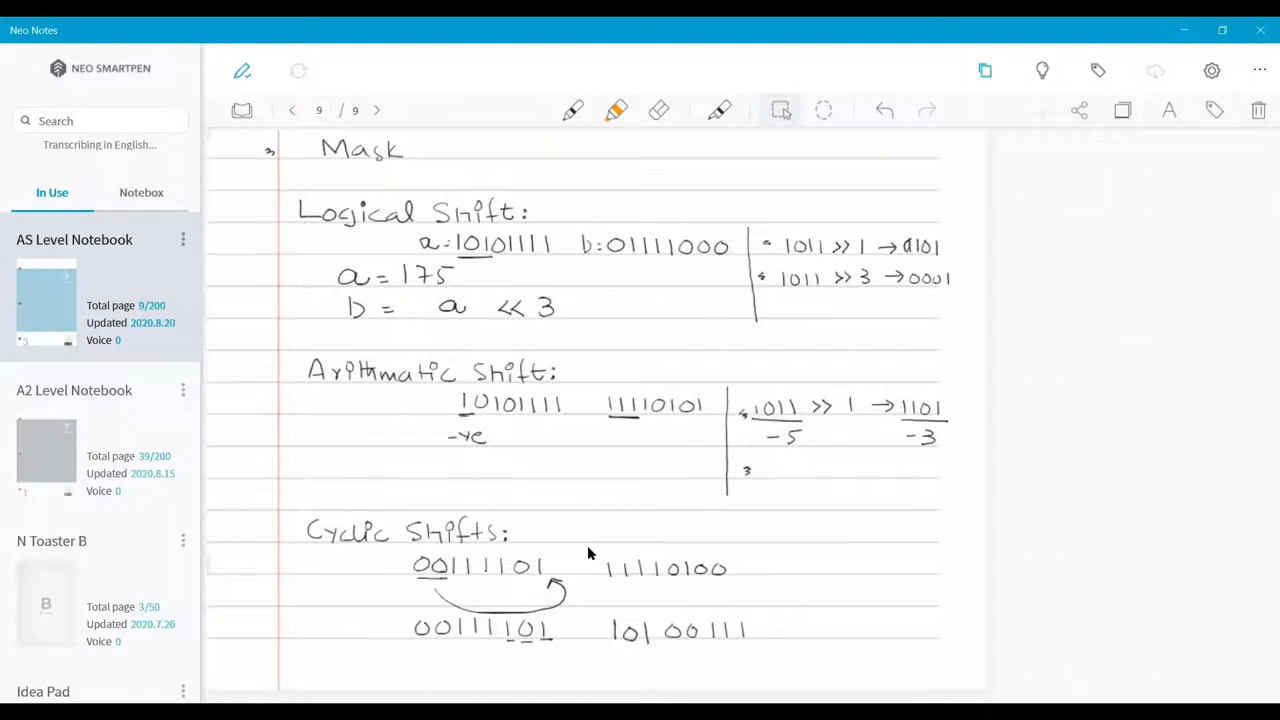 Neo Notes
NEO SMARTPEN
Search
Transcribing in English...
In Use
Notebox
AS Level Notebook
Total page 9/200
Updated 2020.8.20
Voice 0
A2 Level Notebook
Total page 39/200
Updated 2020.8.15
Voice 0
N Toaster B
B
Total page 3/50
Updated 2020.7.26
Voice 0
Idea Pad
9 / 9
Mask
Logical Shift:
a=10101111 b:01111000
1011 >> 1 → 0101
a = 175
1011 >> 3 → 0001
b = a << 3
Arithmatic Shift:
10101111 11110101
1011 >> 1 → 1101
-ve
-5 -3
Cyclic Shifts:
00111101 11110100
00111101 10100111